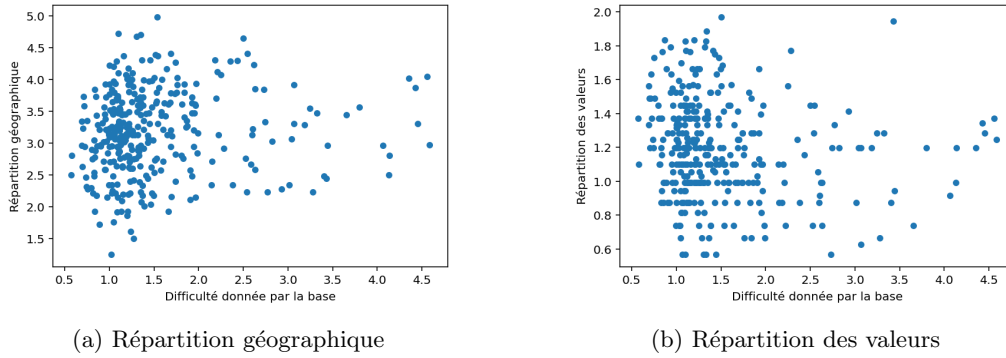 5.0
4.5
4.0
3.5
3.0
2.5
2.0
1.5
Répartition géographique
0.5 1.0 1.5 2.0 2.5 3.0 3.5 4.0 4.5
Difficulté donnée par la base
(a) Répartition géographique
2.0
1.8
1.6
1.4
1.2
1.0
0.8
0.6
Répartition des valeurs
0.5 1.0 1.5 2.0 2.5 3.0 3.5 4.0 4.5
Difficulté donnée par la base
(b) Répartition des valeurs